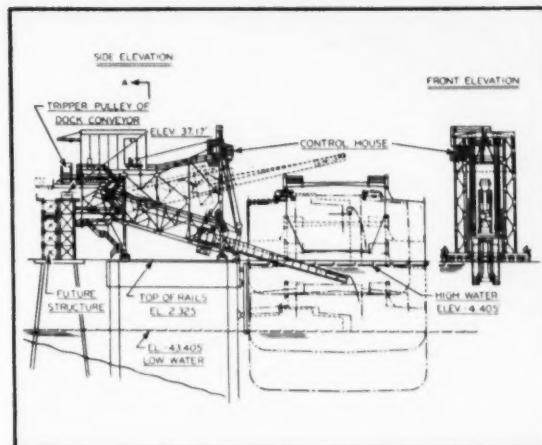 SIDE ELEVATION
A
TRIPPER PULLEY OF
DOCK CONVEYOR
ELEV. 37.17'
FRONT ELEVATION
CONTROL HOUSE
FUTURE
STRUCTURE
TOP OF RAILS
EL. 2.325
HIGH WATER
ELEV.-4.405
EL.-43.405
LOW WATER